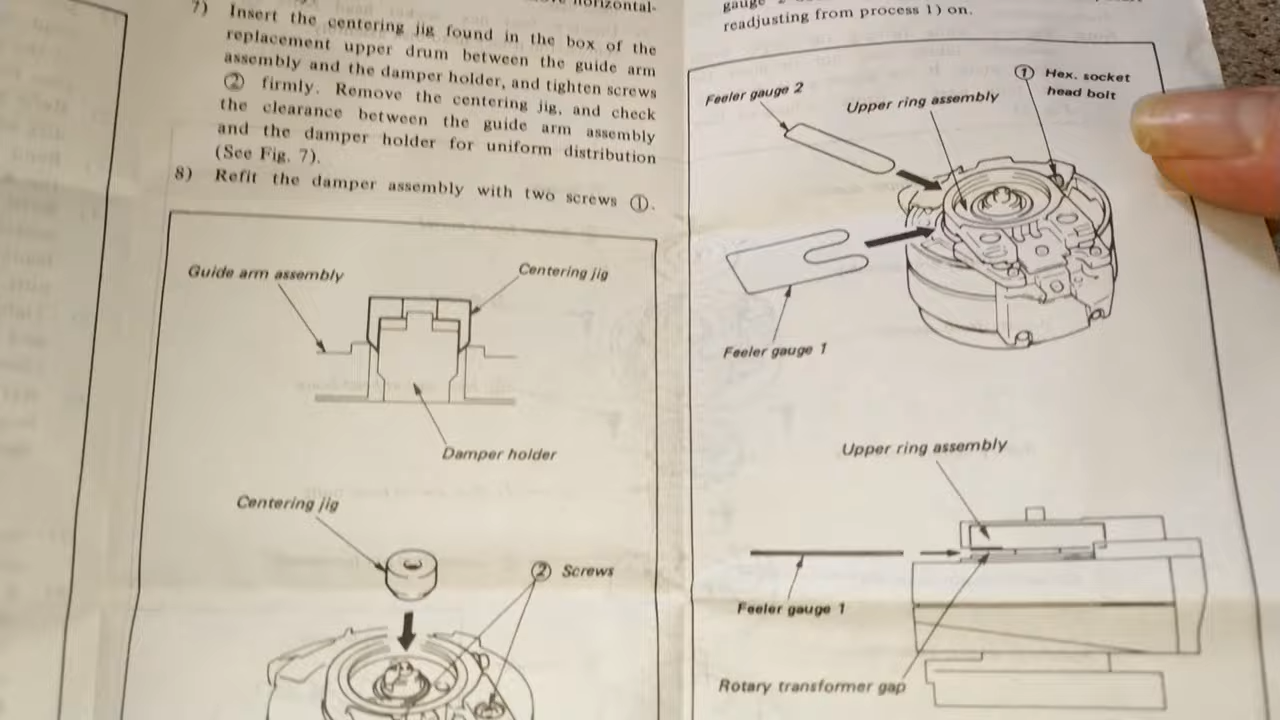 horizontal-
7) Insert the centering jig found in the box of the
replacement upper drum between the guide arm
assembly and the damper holder, and tighten screws
② firmly. Remove the centering jig, and check
the clearance between the guide arm assembly
and the damper holder for uniform distribution
(See Fig. 7).
8) Refit the damper assembly with two screws ①.
Guide arm assembly
Centering jig
Damper holder
Centering jig
② Screws
gauge 2
readjusting from process 1) on.
Feeler gauge 2
Upper ring assembly
① Hex. socket
head bolt
Feeler gauge 1
Upper ring assembly
Feeler gauge 1
Rotary transformer gap